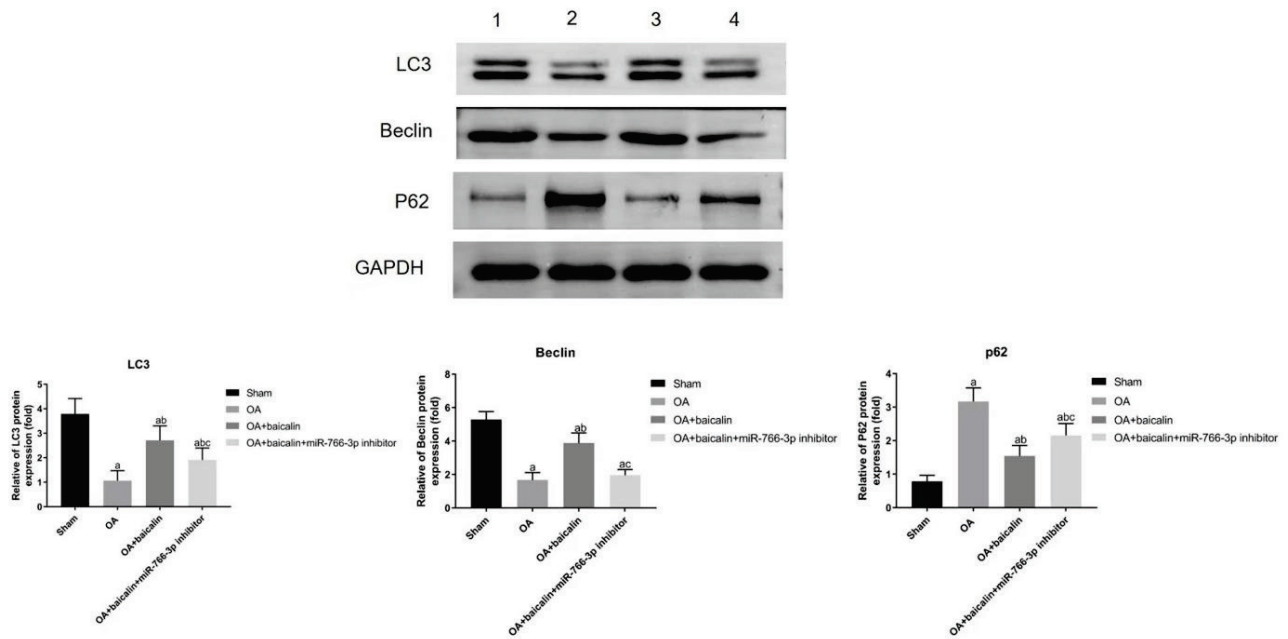 1 2 3 4
LC3
Beclin
P62
GAPDH
LC3
Relative of LC3 protein
expression (fold)
5
4
3
2
1
0
a
ab
abc
Sham
OA
OA+baicalin
OA+baicalin+miR-766-3p inhibitor
Sham
OA
OA+baicalin
OA+baicalin+miR-766-3p inhibitor
Beclin
Relative of Beclin protein
expression (fold)
8
6
4
2
0
a
ab
ac
Sham
OA
OA+baicalin
OA+baicalin+miR-766-3p inhibitor
Sham
OA
OA+baicalin
OA+baicalin+miR-766-3p inhibitor
p62
Relative of P62 protein
expression (fold)
4
3
2
1
0
a
ab
abc
Sham
OA
OA+baicalin
OA+baicalin+miR-766-3p inhibitor
Sham
OA
OA+baicalin
OA+baicalin+miR-766-3p inhibitor